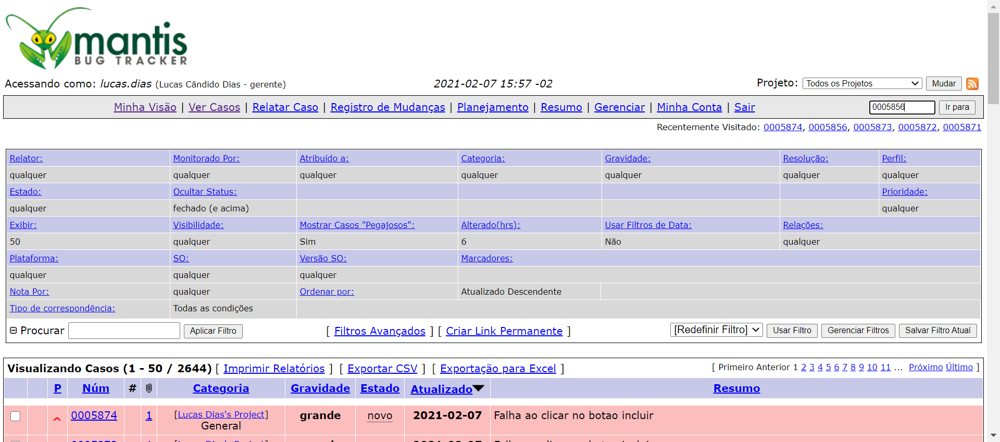 mantis
BUG TRACKER
Acessando como: lucas.dias (Lucas Cândido Dias - gerente)
2021-02-07 15:57 -02
Projeto: Todos os Projetos Mudar
Minha Visão | Ver Casos | Relatar Caso | Registro de Mudanças | Planejamento | Resumo | Gerenciar | Minha Conta | Sair 0005856 Ir para
Recentemente Visitado: 0005874, 0005856, 0005873, 0005872, 0005871
Relator: Monitorado Por: Atribuído a: Categoria: Gravidade: Resolução: Perfil:
qualquer qualquer qualquer qualquer qualquer qualquer qualquer
Estado: Ocultar Status: Prioridade:
qualquer fechado (e acima) qualquer
Exibir: Visibilidade: Mostrar Casos "Pegajosos": Alterado(hrs): Usar Filtros de Data: Relações:
50 qualquer Sim 6 Não qualquer
Plataforma: SO: Versão SO: Marcadores:
qualquer qualquer qualquer
Nota Por: qualquer Ordenar por: Atualizado Descendente
Tipo de correspondência: Todas as condições
Procurar Aplicar Filtro [ Filtros Avançados ] [ Criar Link Permanente ] [Redefinir Filtro] Usar Filtro Gerenciar Filtros Salvar Filtro Atual
Visualizando Casos (1 - 50 / 2644) [ Imprimir Relatórios ] [ Exportar CSV ] [ Exportação para Excel ] [ Primeiro Anterior 1 2 3 4 5 6 7 8 9 10 11 ... Próximo Último ]
P Núm # Categoria Gravidade Estado Atualizado Resumo
0005874 1 [Lucas Dias's Project] grande novo 2021-02-07 Falha ao clicar no botao incluir
General